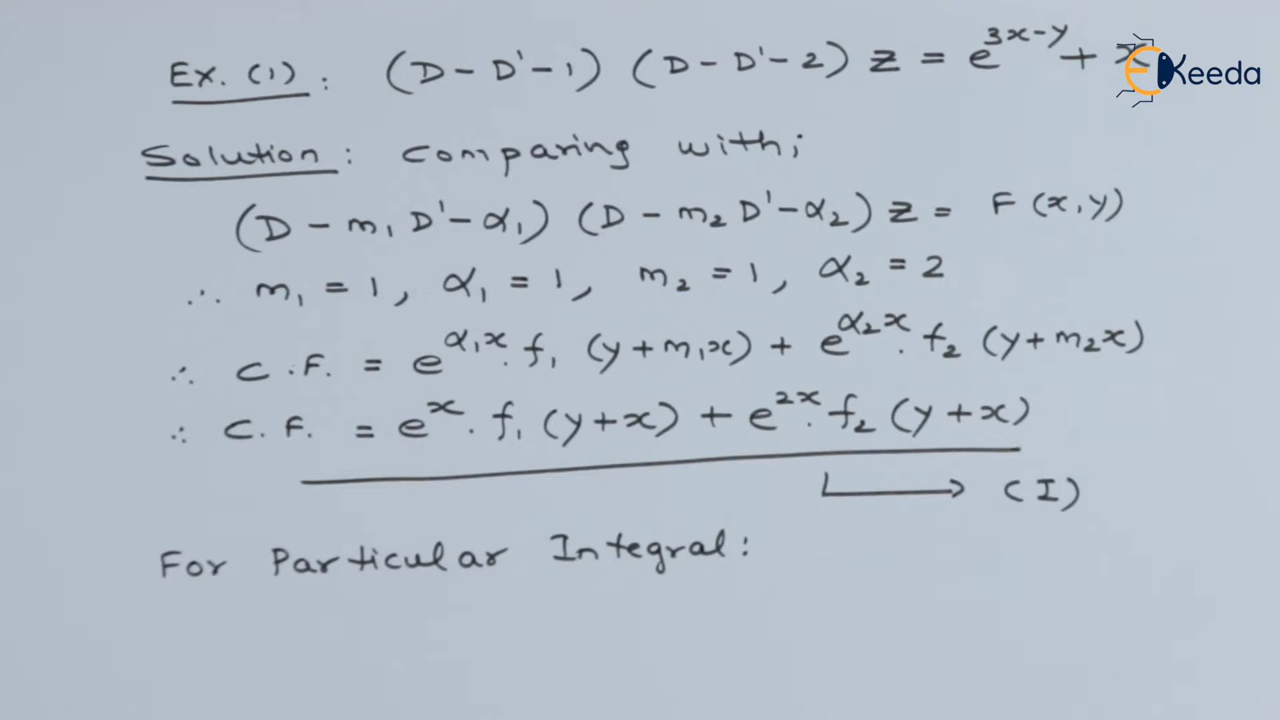 Ex. (1) : (D - D' - 1) (D - D' - 2) z = e^{3x-y} + x
Keeda
Solution : comparing with;
(D - m₁ D' - α₁) (D - m₂ D' - α₂) z = F (x, y)
∴ m₁ = 1, α₁ = 1, m₂ = 1, α₂ = 2
∴ C.F. = e^{α₁x} . f₁ (y + m₁x) + e^{α₂x} . f₂ (y + m₂x)
∴ C.F. = e^x . f₁ (y + x) + e^{2x} . f₂ (y + x)
(I)
For Particular Integral :